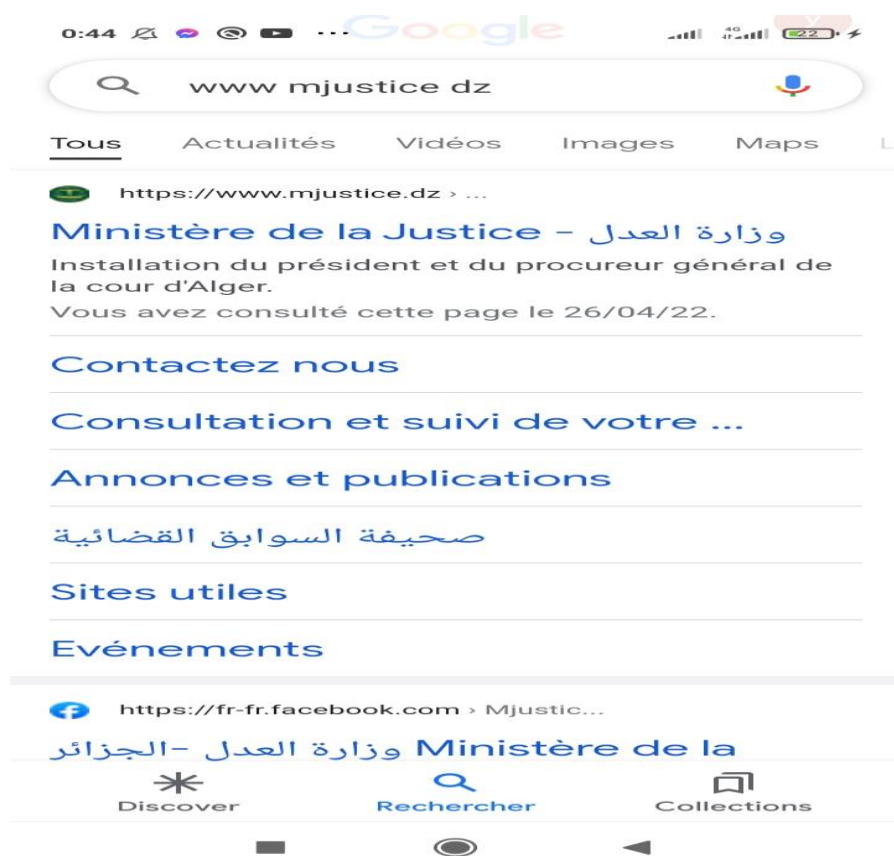 0:44 ... Google 4G 22
www mjustice dz
Tous Actualités Vidéos Images Maps L
https://www.mjustice.dz › ...
Ministère de la Justice - وزارة العدل
Installation du président et du procureur général de
la cour d'Alger.
Vous avez consulté cette page le 26/04/22.
Contactez nous
Consultation et suivi de votre ...
Annonces et publications
صحيفة السوابق القضائية
Sites utiles
Evénements
https://fr-fr.facebook.com › Mjustic...
وزارة العدل -الجزائر Ministère de la
Discover Rechercher Collections